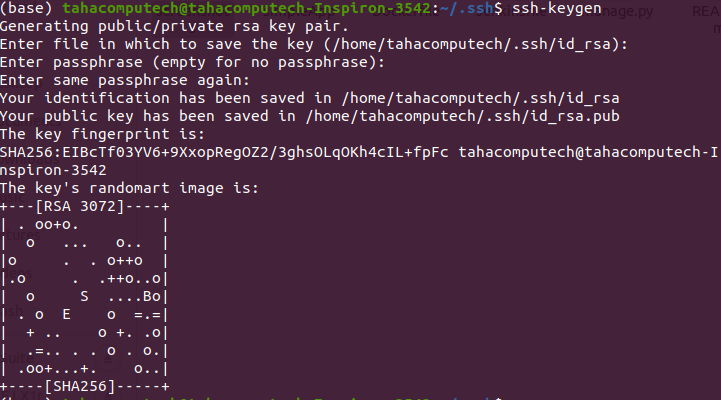 (base) tahacomputech@tahacomputech-Inspiron-3542:~/.ssh$ ssh-keygen
Generating public/private rsa key pair.
Enter file in which to save the key (/home/tahacomputech/.ssh/id_rsa):
Enter passphrase (empty for no passphrase):
Enter same passphrase again:
Your identification has been saved in /home/tahacomputech/.ssh/id_rsa
Your public key has been saved in /home/tahacomputech/.ssh/id_rsa.pub
The key fingerprint is:
SHA256:EIBcTf03YV6+9XxopRegOZ2/3ghsOLqOKh4cIL+fpFc tahacomputech@tahacomputech-I
nspiron-3542
The key's randomart image is:
+---[RSA 3072]----+
| . oo+o.         |
|  o   ...   o..  |
|o     .  . o++o  |
|.o     .  .++o..o|
|  o     S  ....Bo|
| . o  E    o  =.=|
|  + ..    o +. .o|
|  .=.. . . o . o.|
| .oo+...+.    o..|
+----[SHA256]-----+